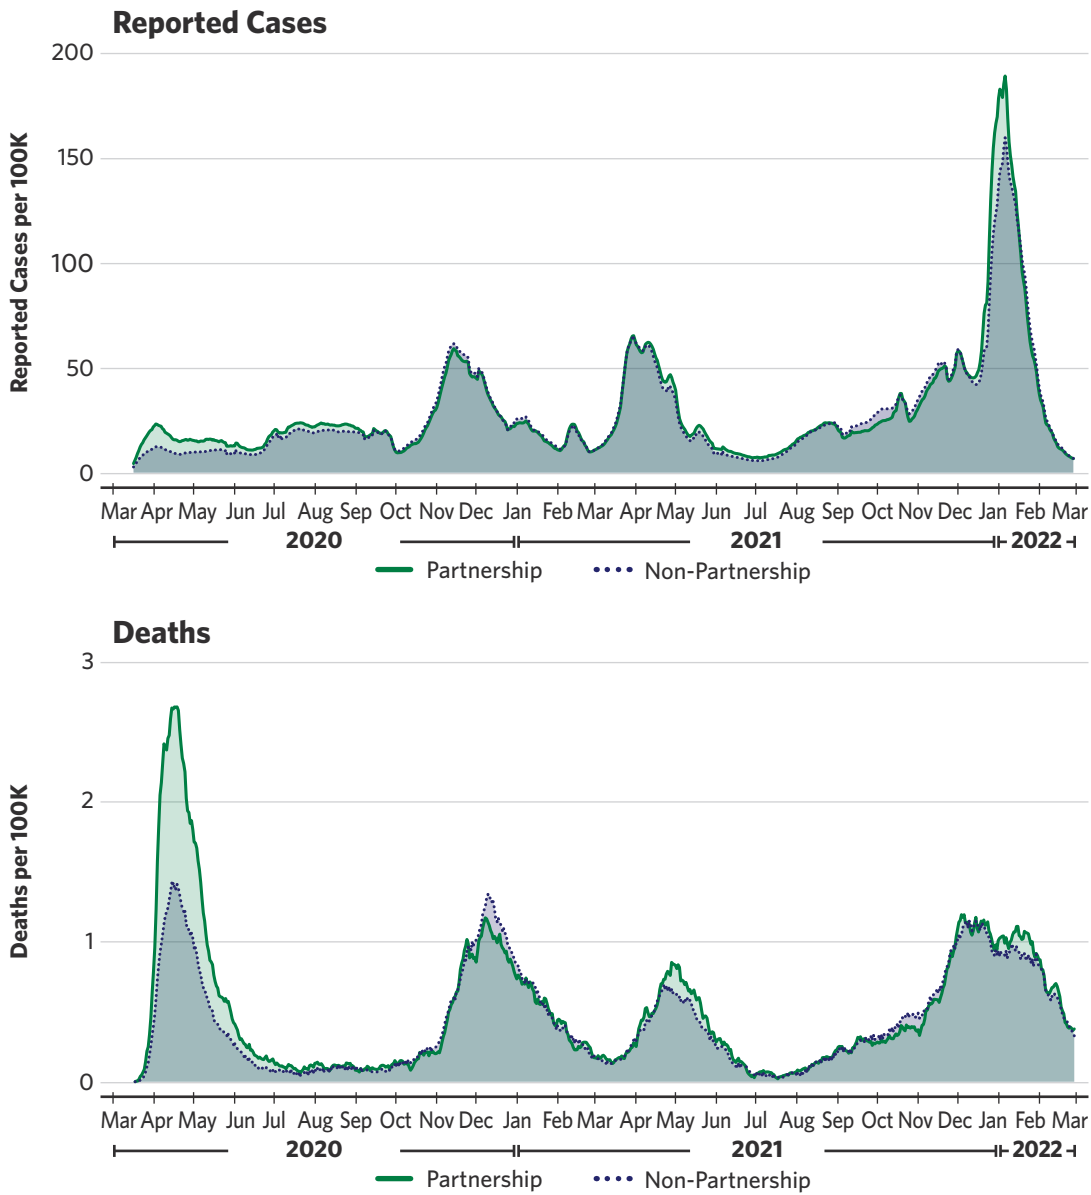 Reported Cases
Reported Cases per 100K
200
150
100
50
0
Mar Apr May Jun Jul Aug Sep Oct Nov Dec Jan Feb Mar Apr May Jun Jul Aug Sep Oct Nov Dec Jan Feb Mar
2020 2021 2022
Partnership Non-Partnership
Deaths
Deaths per 100K
3
2
1
0
Mar Apr May Jun Jul Aug Sep Oct Nov Dec Jan Feb Mar Apr May Jun Jul Aug Sep Oct Nov Dec Jan Feb Mar
2020 2021 2022
Partnership Non-Partnership